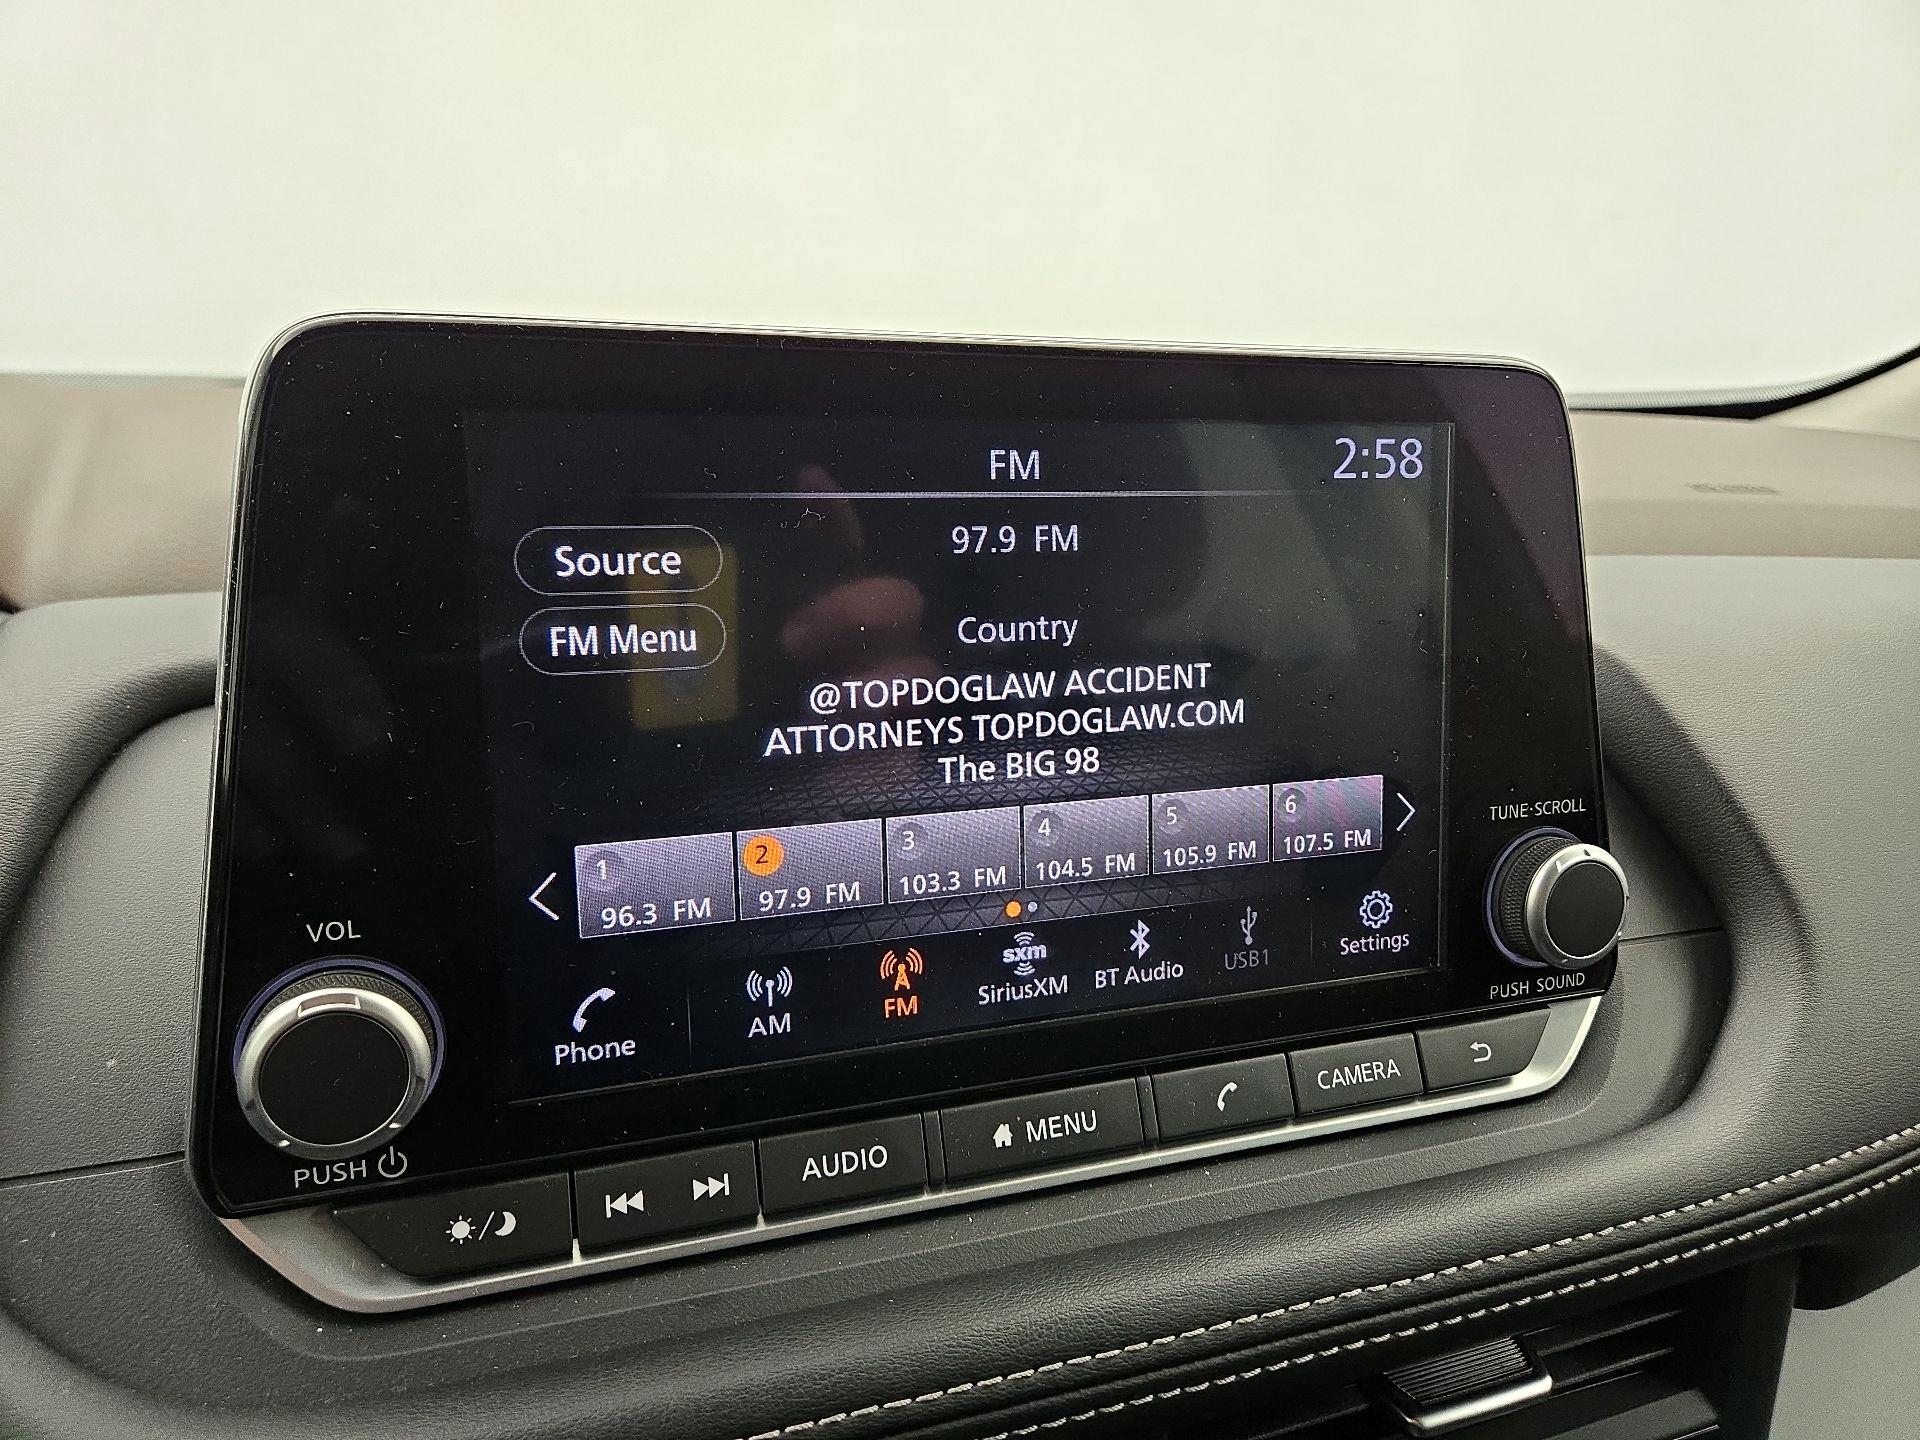 FM
2:58
Source
97.9 FM
FM Menu
Country
@TOPDOGLAW ACCIDENT
ATTORNEYS TOPDOGLAW.COM
The BIG 98
1
96.3 FM
2
97.9 FM
3
103.3 FM
4
104.5 FM
5
105.9 FM
6
107.5 FM
Phone
AM
FM
sxm
SiriusXM
BT Audio
USB1
Settings
VOL
PUSH
TUNE·SCROLL
PUSH SOUND
AUDIO
MENU
CAMERA